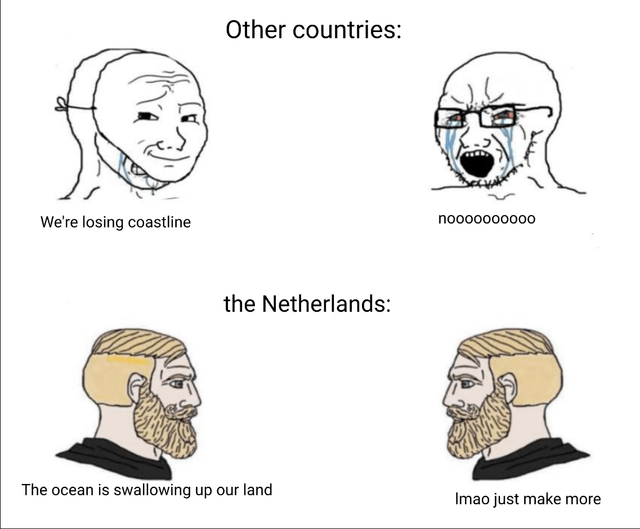 Other countries:
We're losing coastline
nooooooooooo
the Netherlands:
The ocean is swallowing up our land
lmao just make more